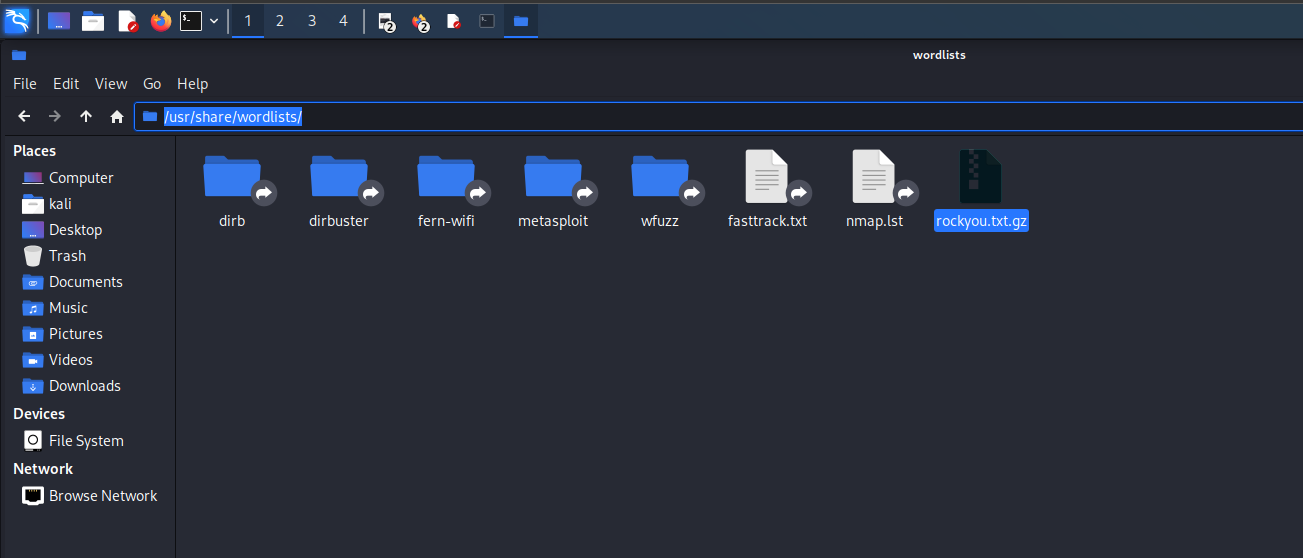 1 2 3 4 2 2
wordlists
File Edit View Go Help
/usr/share/wordlists/
Places
Computer
kali
Desktop
Trash
Documents
Music
Pictures
Videos
Downloads
Devices
File System
Network
Browse Network
dirb dirbuster fern-wifi metasploit wfuzz fasttrack.txt nmap.lst rockyou.txt.gz